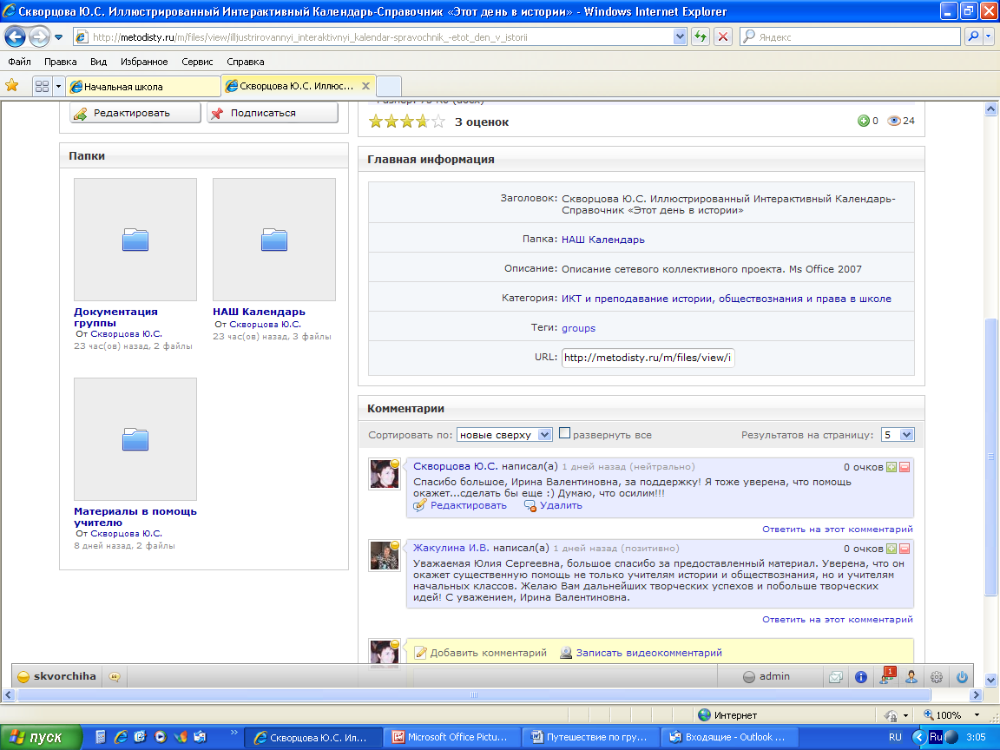 Скворцова Ю.С. Иллюстрированный Интерактивный Календарь-Справочник «Этот день в истории» - Windows Internet Explorer
http://metodisty.ru/m/files/view/illjustrirovannyi_interaktivnyi_kalendar-spravochnik_-etot_den_v_istorii
Яндекс
Файл Правка Вид Избранное Сервис Справка
Начальная школа
Скворцова Ю.С. Иллюс...
Редактировать
Подписаться
Размер: 75 Кб (docx)
3 оценок
0
24
Папки
Документация
группы
От Скворцова Ю.С.
23 час(ов) назад, 2 файлы
НАШ Календарь
От Скворцова Ю.С.
23 час(ов) назад, 3 файлы
Материалы в помощь
учителю
От Скворцова Ю.С.
8 дней назад, 2 файлы
Главная информация
Заголовок: Скворцова Ю.С. Иллюстрированный Интерактивный Календарь-
Справочник «Этот день в истории»
Папка: НАШ Календарь
Описание: Описание сетевого коллективного проекта. Ms Office 2007
Категория: ИКТ и преподавание истории, обществознания и права в школе
Теги: groups
URL: http://metodisty.ru/m/files/view/i
Комментарии
Сортировать по: новые сверху развернуть все
Результатов на страницу: 5
Скворцова Ю.С. написал(а) 1 дней назад (нейтрально)
0 очков
Спасибо большое, Ирина Валентиновна, за поддержку! Я тоже уверена, что помощь
окажет...сделать бы еще :) Думаю, что осилим!!!
Редактировать Удалить
Ответить на этот комментарий
Жакулина И.В. написал(а) 1 дней назад (позитивно)
0 очков
Уважаемая Юлия Сергеевна, большое спасибо за предоставленный материал. Уверена, что он
окажет существенную помощь не только учителям истории и обществознания, но и учителям
начальных классов. Желаю Вам дальнейших творческих успехов и побольше творческих
идей! С уважением, Ирина Валентиновна.
Ответить на этот комментарий
Добавить комментарий Записать видеокомментарий
skvorchiha
admin
1
Интернет
100%
пуск
Скворцова Ю.С. Ил...
Microsoft Office Pictu...
Путешествие по гру...
Входящие - Outlook ...
RU
Ru
3:05